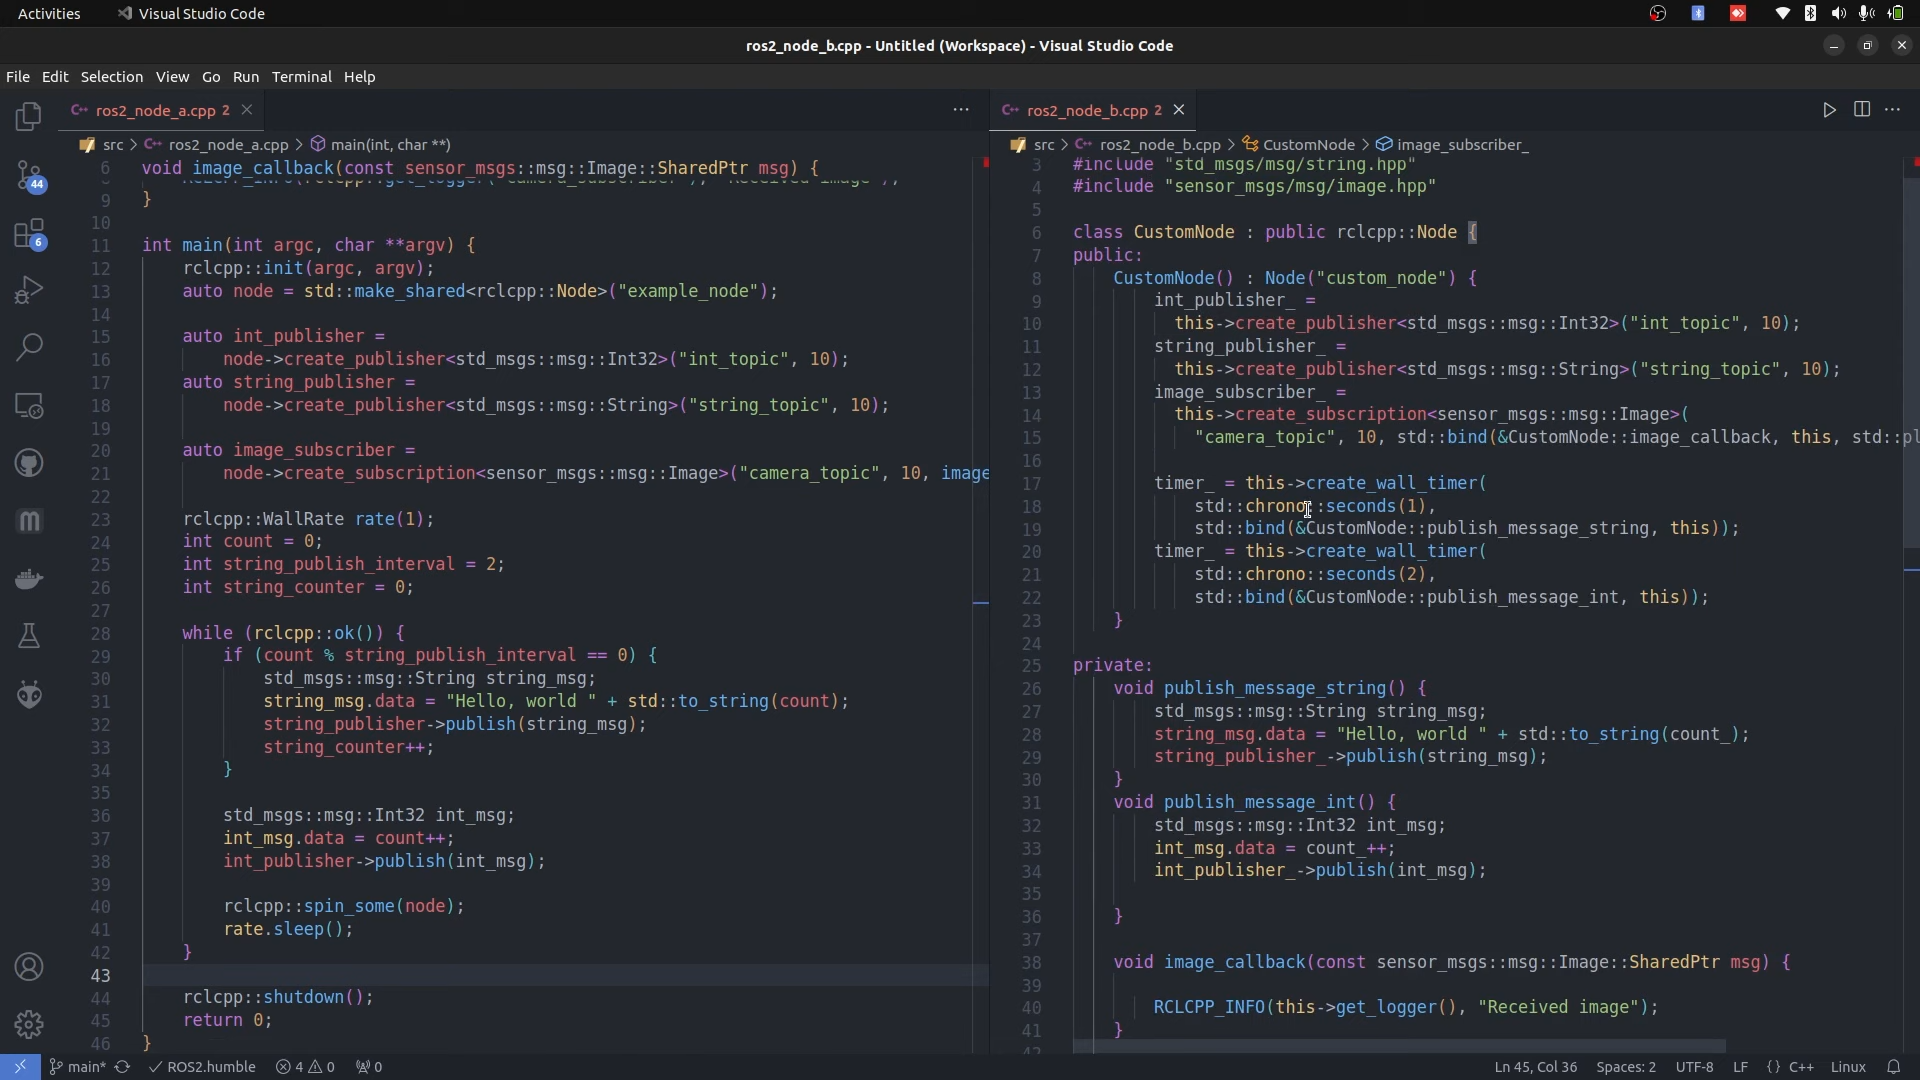 Activities
Visual Studio Code
ros2_node_b.cpp - Untitled (Workspace) - Visual Studio Code
File Edit Selection View Go Run Terminal Help
44
6
ros2_node_a.cpp 2
src > ros2_node_a.cpp > main(int, char **)
6 void image_callback(const sensor_msgs::msg::Image::SharedPtr msg) {
9 }
10
11 int main(int argc, char **argv) {
12 rclcpp::init(argc, argv);
13 auto node = std::make_shared<rclcpp::Node>("example_node");
14
15 auto int_publisher =
16 node->create_publisher<std_msgs::msg::Int32>("int_topic", 10);
17 auto string_publisher =
18 node->create_publisher<std_msgs::msg::String>("string_topic", 10);
19
20 auto image_subscriber =
21 node->create_subscription<sensor_msgs::msg::Image>("camera_topic", 10, image
22
23 rclcpp::WallRate rate(1);
24 int count = 0;
25 int string_publish_interval = 2;
26 int string_counter = 0;
27
28 while (rclcpp::ok()) {
29 if (count % string_publish_interval == 0) {
30 std_msgs::msg::String string_msg;
31 string_msg.data = "Hello, world " + std::to_string(count);
32 string_publisher->publish(string_msg);
33 string_counter++;
34 }
35
36 std_msgs::msg::Int32 int_msg;
37 int_msg.data = count++;
38 int_publisher->publish(int_msg);
39
40 rclcpp::spin_some(node);
41 rate.sleep();
42 }
43
44 rclcpp::shutdown();
45 return 0;
46 }
ros2_node_b.cpp 2
src > ros2_node_b.cpp > CustomNode > image_subscriber_
3 #include "std_msgs/msg/string.hpp"
4 #include "sensor_msgs/msg/image.hpp"
5
6 class CustomNode : public rclcpp::Node {
7 public:
8 CustomNode() : Node("custom_node") {
9 int_publisher_ =
10 this->create_publisher<std_msgs::msg::Int32>("int_topic", 10);
11 string_publisher_ =
12 this->create_publisher<std_msgs::msg::String>("string_topic", 10);
13 image_subscriber_ =
14 this->create_subscription<sensor_msgs::msg::Image>(
15 "camera_topic", 10, std::bind(&CustomNode::image_callback, this, std::pl
16
17 timer_ = this->create_wall_timer(
18 std::chrono::seconds(1),
19 std::bind(&CustomNode::publish_message_string, this));
20 timer_ = this->create_wall_timer(
21 std::chrono::seconds(2),
22 std::bind(&CustomNode::publish_message_int, this));
23 }
24
25 private:
26 void publish_message_string() {
27 std_msgs::msg::String string_msg;
28 string_msg.data = "Hello, world " + std::to_string(count_);
29 string_publisher_->publish(string_msg);
30 }
31 void publish_message_int() {
32 std_msgs::msg::Int32 int_msg;
33 int_msg.data = count_++;
34 int_publisher_->publish(int_msg);
35
36 }
37
38 void image_callback(const sensor_msgs::msg::Image::SharedPtr msg) {
39
40 RCLCPP_INFO(this->get_logger(), "Received image");
41 }
42
main* ROS2.humble 4 0 0
Ln 45, Col 36 Spaces: 2 UTF-8 LF {} C++ Linux